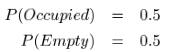 P(Occupied) = 0.5
P(Empty) = 0.5